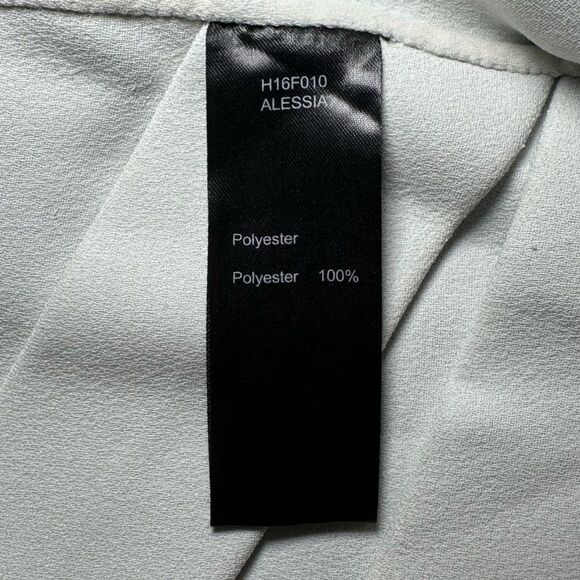 H16F010
ALESSIA
Polyester
Polyester 100%